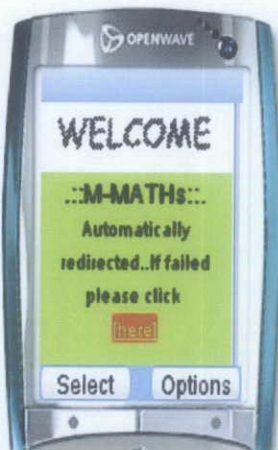 OPENWAVE
WELCOME
.::M-MATHs::.
Automatically
redirected..If failed
please click
[here]
Select Options